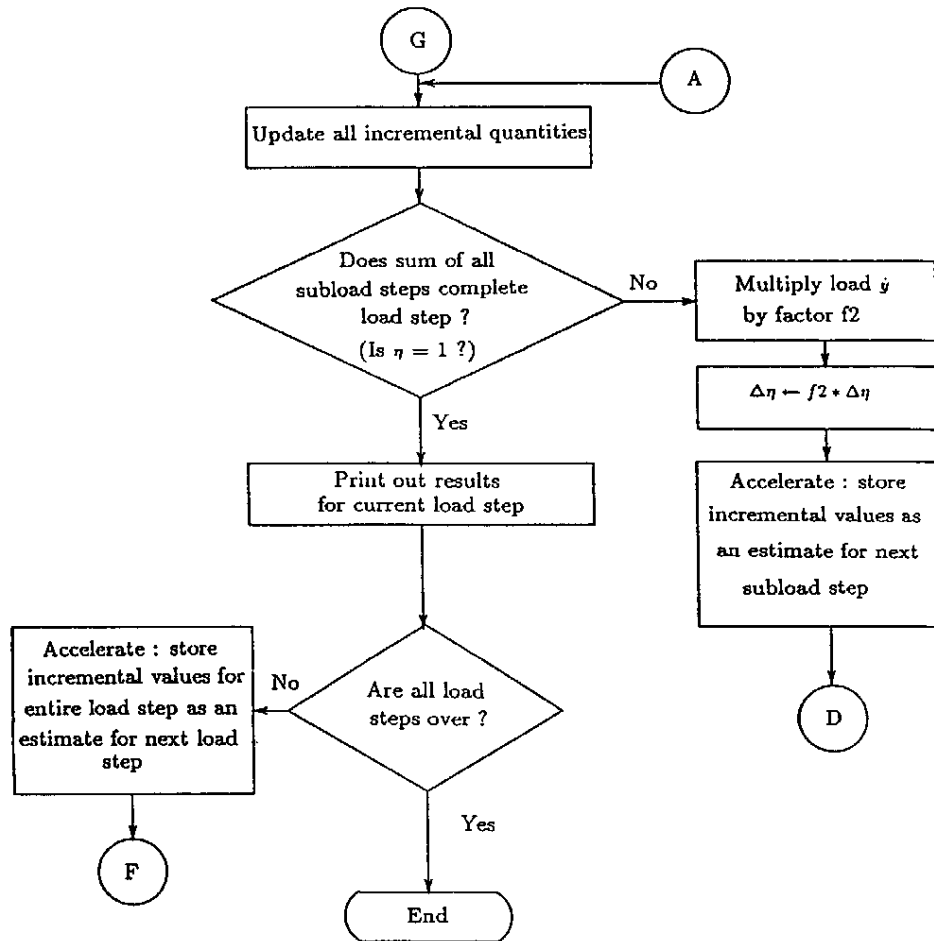 G
A
Update all incremental quantities
Does sum of all
subload steps complete
load step ?
(Is η = 1 ?)
No
Multiply load ẏ
by factor f2
Δη ← f2 * Δη
Yes
Print out results
for current load step
Accelerate : store
incremental values as
an estimate for next
subload step
Accelerate : store
incremental values for
entire load step as an
estimate for next load
step
No
Are all load
steps over ?
D
Yes
F
End